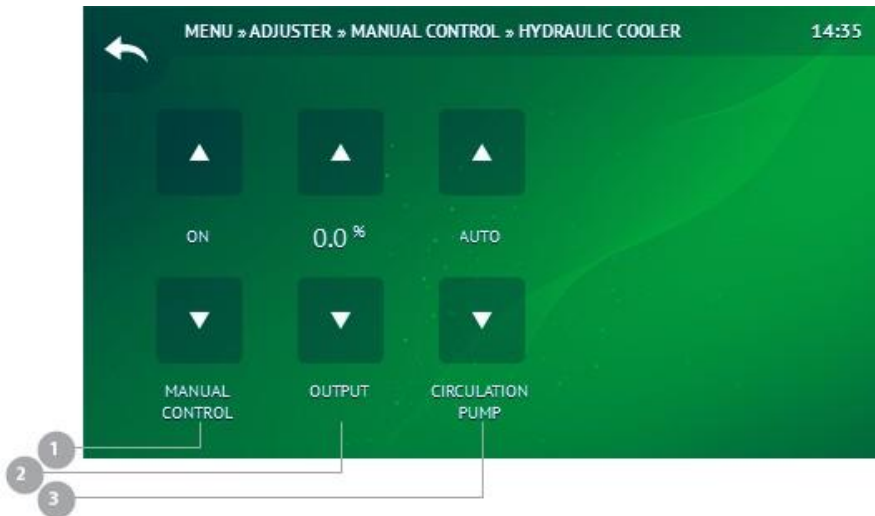 MENU » ADJUSTER » MANUAL CONTROL » HYDRAULIC COOLER 14:35
ON 0.0 % AUTO
MANUAL CONTROL
OUTPUT
CIRCULATION PUMP
1
2
3